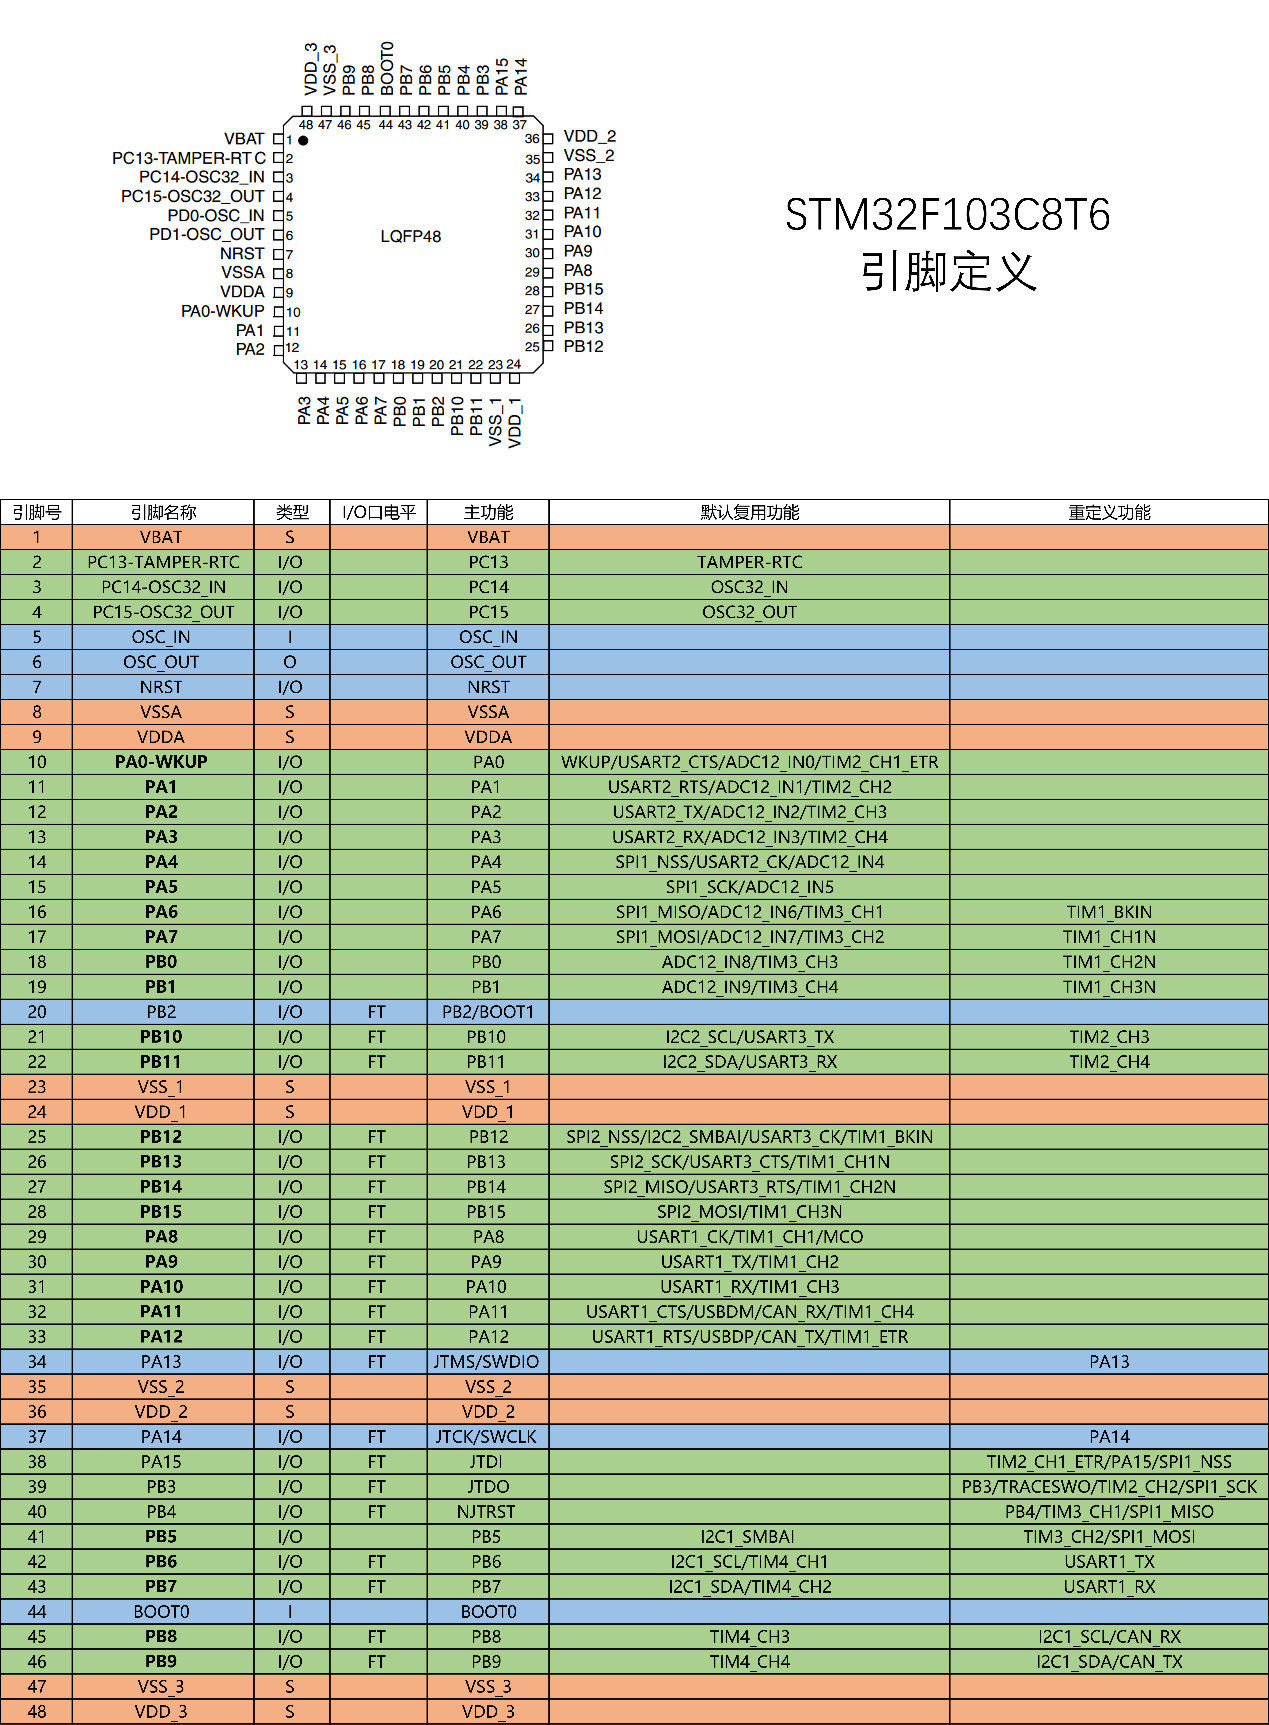 VDD_3
VSS_3
PB9
PB8
BOOT0
PB7
PB6
PB5
PB4
PB3
PA15
PA14
48 47 46 45 44 43 42 41 40 39 38 37
VBAT 1
PC13-TAMPER-RTC 2
PC14-OSC32_IN 3
PC15-OSC32_OUT 4
PD0-OSC_IN 5
PD1-OSC_OUT 6
NRST 7
VSSA 8
VDDA 9
PA0-WKUP 10
PA1 11
PA2 12
LQFP48
36 VDD_2
35 VSS_2
34 PA13
33 PA12
32 PA11
31 PA10
30 PA9
29 PA8
28 PB15
27 PB14
26 PB13
25 PB12
13 14 15 16 17 18 19 20 21 22 23 24
PA3
PA4
PA5
PA6
PA7
PB0
PB1
PB2
PB10
PB11
VSS_1
VDD_1
STM32F103C8T6
引脚定义
引脚号 引脚名称 类型 I/O口电平 主功能 默认复用功能 重定义功能
1 VBAT S VBAT
2 PC13-TAMPER-RTC I/O PC13 TAMPER-RTC
3 PC14-OSC32_IN I/O PC14 OSC32_IN
4 PC15-OSC32_OUT I/O PC15 OSC32_OUT
5 OSC_IN I OSC_IN
6 OSC_OUT O OSC_OUT
7 NRST I/O NRST
8 VSSA S VSSA
9 VDDA S VDDA
10 PA0-WKUP I/O PA0 WKUP/USART2_CTS/ADC12_IN0/TIM2_CH1_ETR
11 PA1 I/O PA1 USART2_RTS/ADC12_IN1/TIM2_CH2
12 PA2 I/O PA2 USART2_TX/ADC12_IN2/TIM2_CH3
13 PA3 I/O PA3 USART2_RX/ADC12_IN3/TIM2_CH4
14 PA4 I/O PA4 SPI1_NSS/USART2_CK/ADC12_IN4
15 PA5 I/O PA5 SPI1_SCK/ADC12_IN5
16 PA6 I/O PA6 SPI1_MISO/ADC12_IN6/TIM3_CH1 TIM1_BKIN
17 PA7 I/O PA7 SPI1_MOSI/ADC12_IN7/TIM3_CH2 TIM1_CH1N
18 PB0 I/O PB0 ADC12_IN8/TIM3_CH3 TIM1_CH2N
19 PB1 I/O PB1 ADC12_IN9/TIM3_CH4 TIM1_CH3N
20 PB2 I/O FT PB2/BOOT1
21 PB10 I/O FT PB10 I2C2_SCL/USART3_TX TIM2_CH3
22 PB11 I/O FT PB11 I2C2_SDA/USART3_RX TIM2_CH4
23 VSS_1 S VSS_1
24 VDD_1 S VDD_1
25 PB12 I/O FT PB12 SPI2_NSS/I2C2_SMBAI/USART3_CK/TIM1_BKIN
26 PB13 I/O FT PB13 SPI2_SCK/USART3_CTS/TIM1_CH1N
27 PB14 I/O FT PB14 SPI2_MISO/USART3_RTS/TIM1_CH2N
28 PB15 I/O FT PB15 SPI2_MOSI/TIM1_CH3N
29 PA8 I/O FT PA8 USART1_CK/TIM1_CH1/MCO
30 PA9 I/O FT PA9 USART1_TX/TIM1_CH2
31 PA10 I/O FT PA10 USART1_RX/TIM1_CH3
32 PA11 I/O FT PA11 USART1_CTS/USBDM/CAN_RX/TIM1_CH4
33 PA12 I/O FT PA12 USART1_RTS/USBDP/CAN_TX/TIM1_ETR
34 PA13 I/O FT JTMS/SWDIO PA13
35 VSS_2 S VSS_2
36 VDD_2 S VDD_2
37 PA14 I/O FT JTCK/SWCLK PA14
38 PA15 I/O FT JTDI TIM2_CH1_ETR/PA15/SPI1_NSS
39 PB3 I/O FT JTDO PB3/TRACESWO/TIM2_CH2/SPI1_SCK
40 PB4 I/O FT NJTRST PB4/TIM3_CH1/SPI1_MISO
41 PB5 I/O PB5 I2C1_SMBAI TIM3_CH2/SPI1_MOSI
42 PB6 I/O FT PB6 I2C1_SCL/TIM4_CH1 USART1_TX
43 PB7 I/O FT PB7 I2C1_SDA/TIM4_CH2 USART1_RX
44 BOOT0 I BOOT0
45 PB8 I/O FT PB8 TIM4_CH3 I2C1_SCL/CAN_RX
46 PB9 I/O FT PB9 TIM4_CH4 I2C1_SDA/CAN_TX
47 VSS_3 S VSS_3
48 VDD_3 S VDD_3